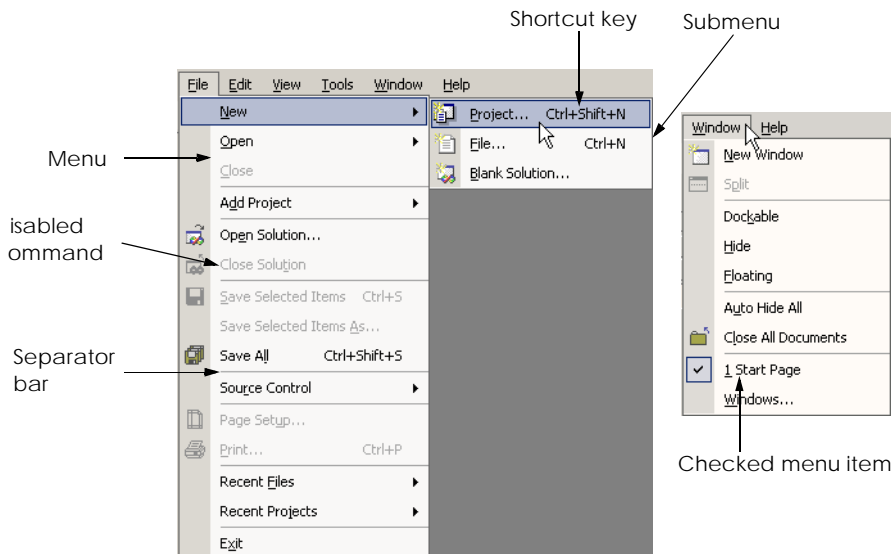 Shortcut key
Submenu
File Edit View Tools Window Help
New
Open
Close
Add Project
Open Solution...
Close Solution
Save Selected Items Ctrl+S
Save Selected Items As...
Save All Ctrl+Shift+S
Source Control
Page Setup...
Print... Ctrl+P
Recent Files
Recent Projects
Exit
Project... Ctrl+Shift+N
File... Ctrl+N
Blank Solution...
Menu
isabled
ommand
Separator
bar
Window Help
New Window
Split
Dockable
Hide
Floating
Auto Hide All
Close All Documents
1 Start Page
Windows...
Checked menu item